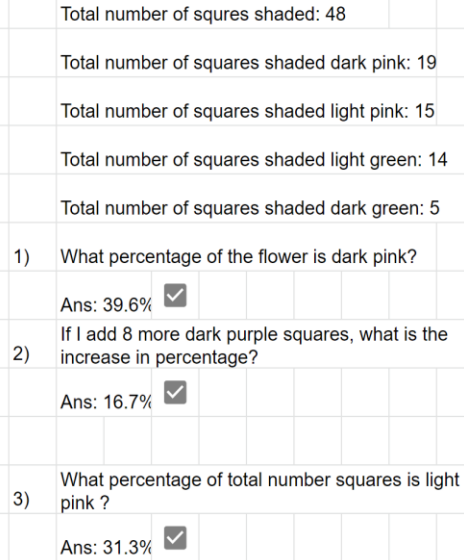 Total number of squres shaded: 48
Total number of squares shaded dark pink: 19
Total number of squares shaded light pink: 15
Total number of squares shaded light green: 14
Total number of squares shaded dark green: 5
1) What percentage of the flower is dark pink?
Ans: 39.6%
If I add 8 more dark purple squares, what is the
2) increase in percentage?
Ans: 16.7%
What percentage of total number squares is light
3) pink ?
Ans: 31.3%